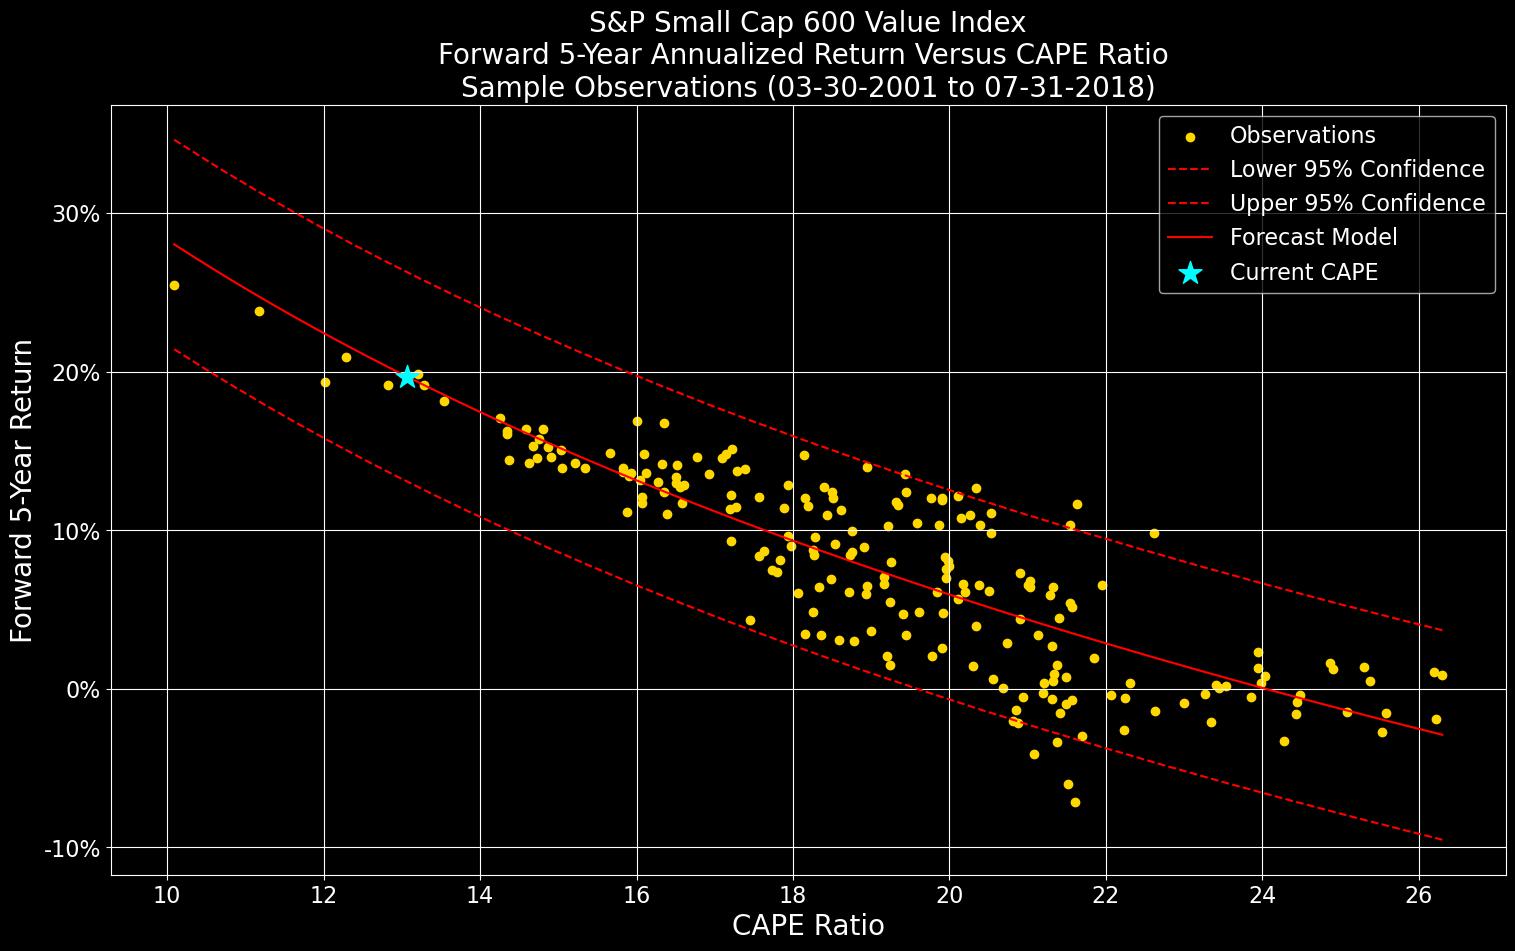 S&P Small Cap 600 Value Index
Forward 5-Year Annualized Return Versus CAPE Ratio
Sample Observations (03-30-2001 to 07-31-2018)
Observations
Lower 95% Confidence
Upper 95% Confidence
Forecast Model
Current CAPE
Forward 5-Year Return
30%
20%
10%
0%
-10%
10 12 14 16 18 20 22 24 26
CAPE Ratio